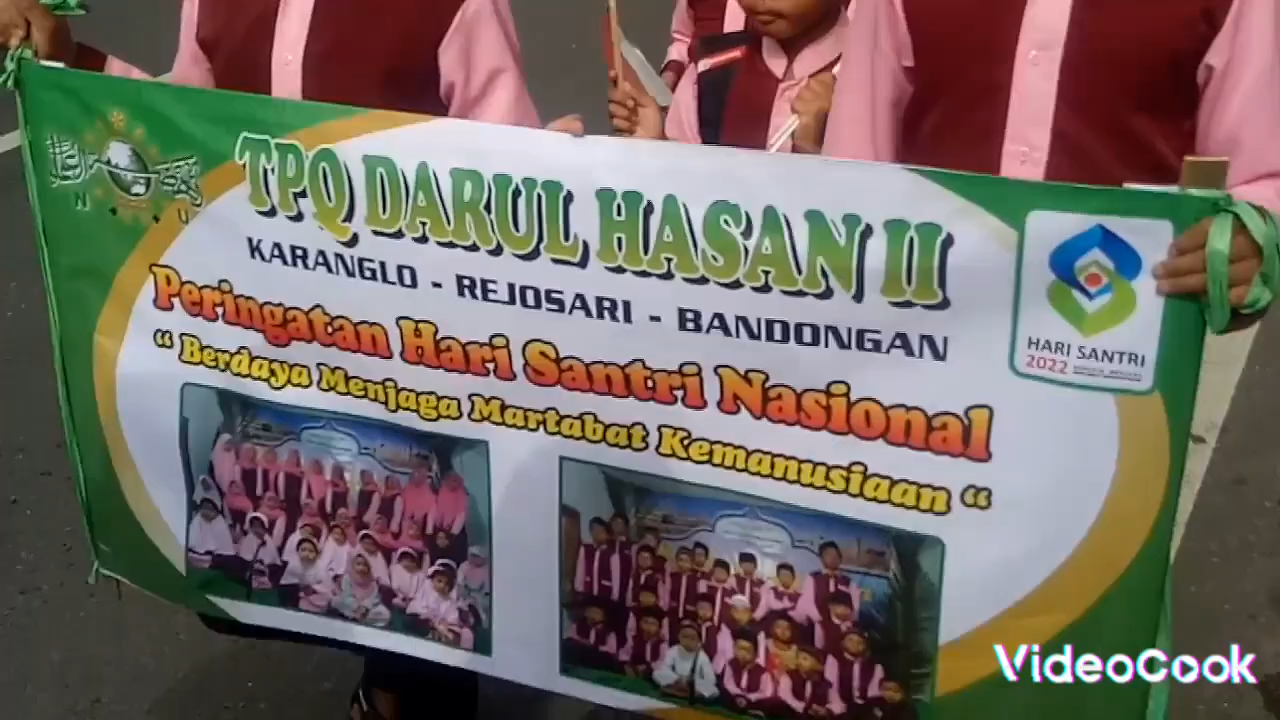 TPQ DARUL HASAN II
KARANGLO - REJOSARI - BANDONGAN
Peringatan Hari Santri Nasional
“ Berdaya Menjaga Martabat Kemanusiaan “
N U
HARI SANTRI
2022
VideoCook